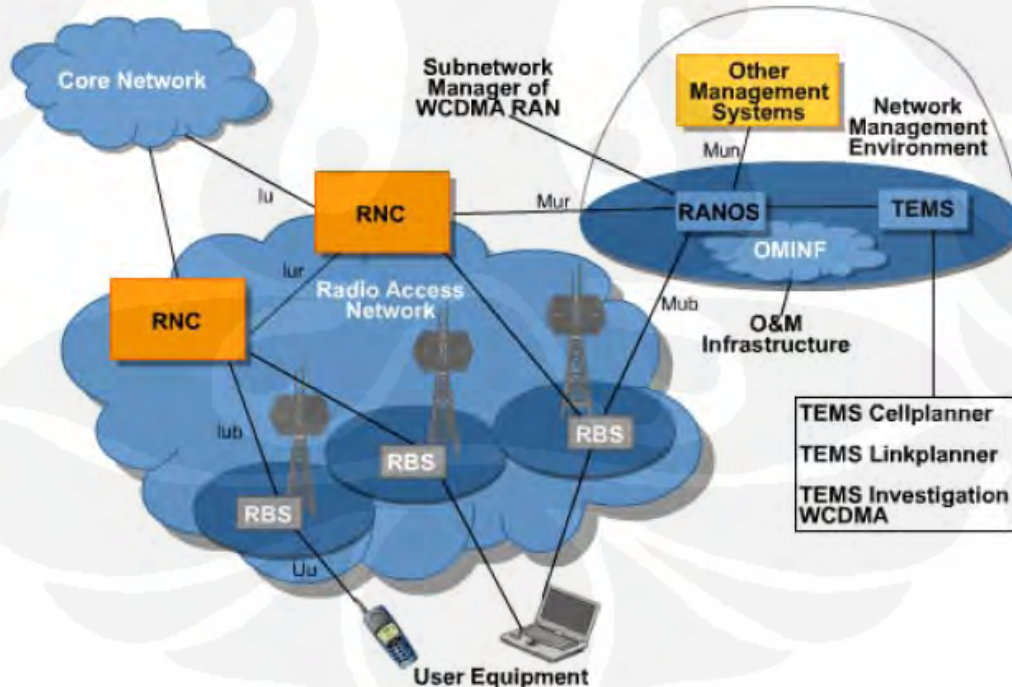 Core Network
Subnetwork
Manager of
WCDMA RAN
Other
Management
Systems
Network
Management
Environment
Mun
Iu
RNC
Mur
RANOS
TEMS
OMINF
Iur
Radio Access
Network
RNC
Mub
O&M
Infrastructure
Iub
RBS
RBS
RBS
TEMS Cellplanner
TEMS Linkplanner
TEMS Investigation
WCDMA
Uu
User Equipment